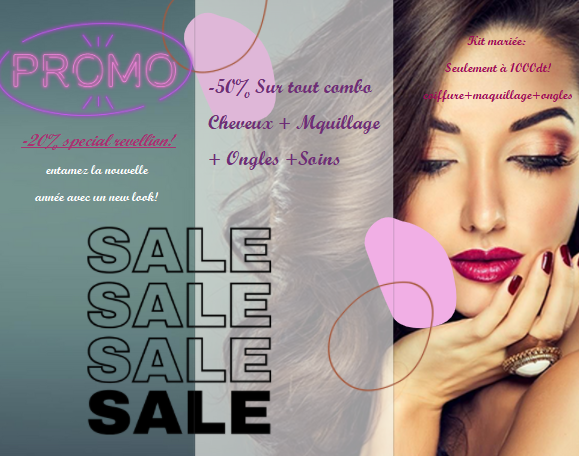 PROMO
-20% special revellion!
entamez la nouvelle
année avec un new look!
SALE
SALE
SALE
SALE
-50% Sur tout combo
Cheveux + Mquillage
+ Ongles +Soins
Kit mariée:
Seulement à 1000dt!
coiffure+maquillage+ongles